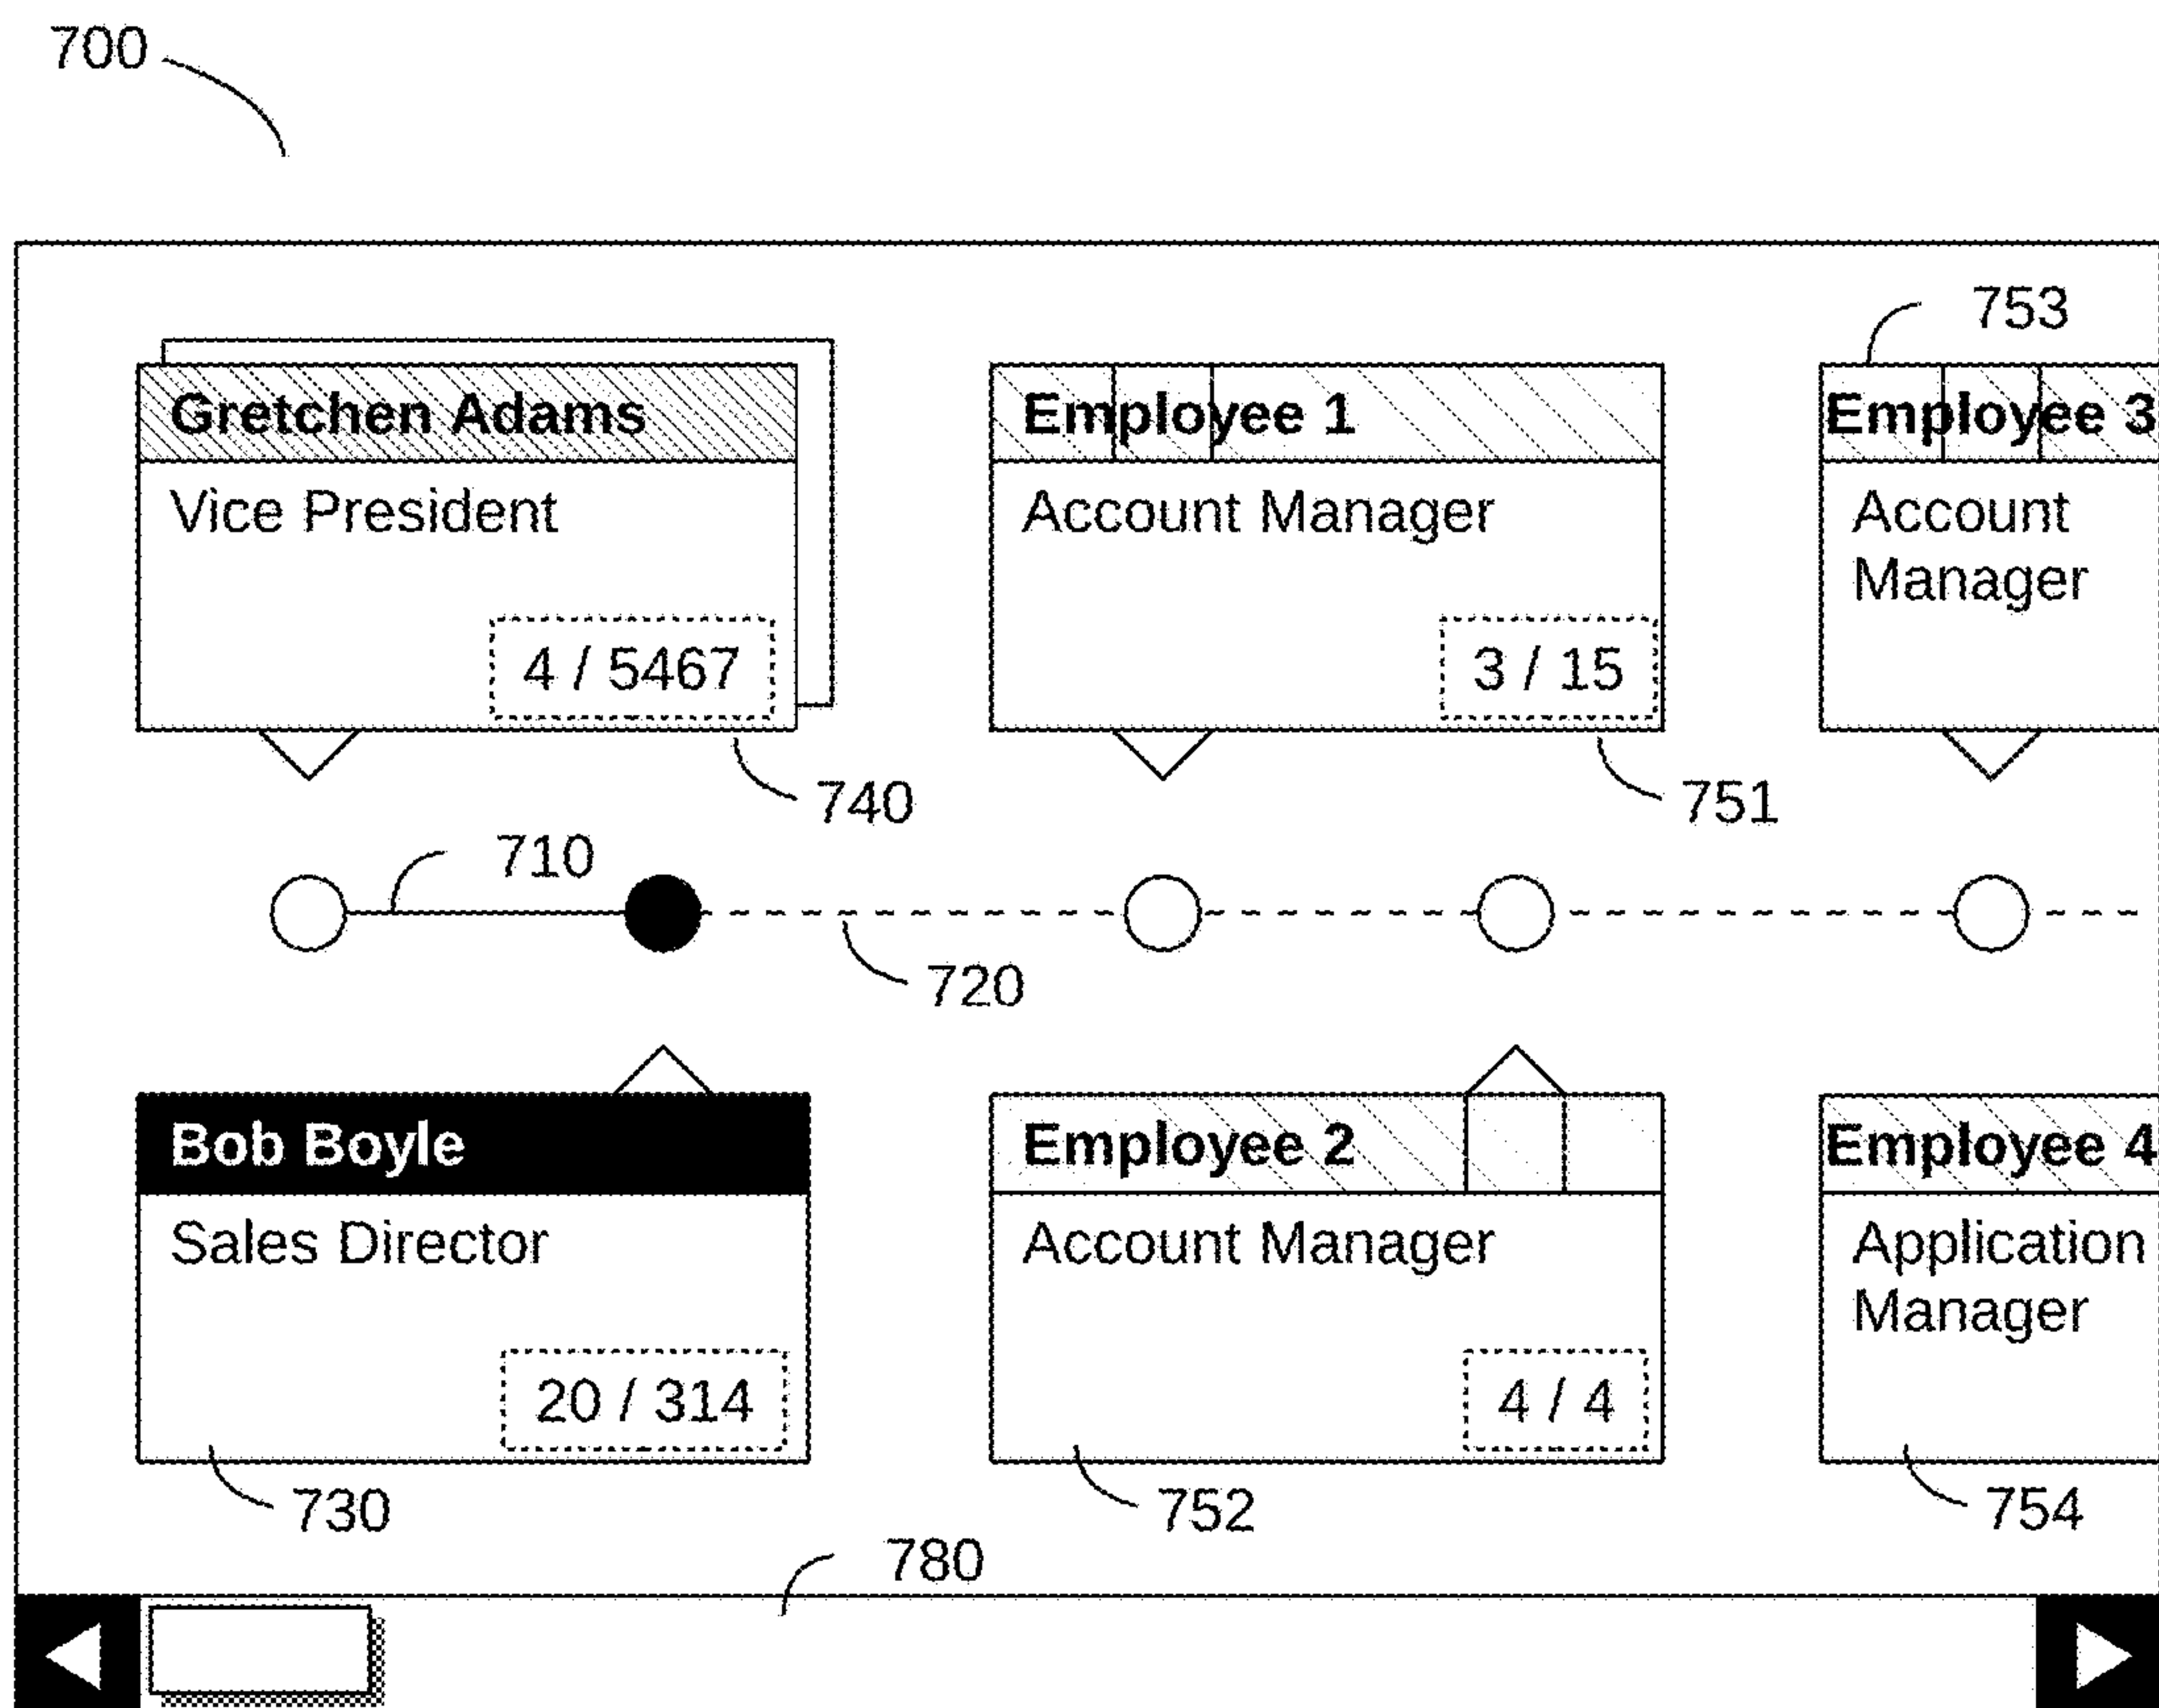 700
753
Gretchen Adams
Employee 1
Employee 3
Vice President
Account Manager
Account
Manager
4 / 5467
3 / 15
740
751
710
720
Bob Boyle
Employee 2
Employee 4
Sales Director
Account Manager
Application
Manager
20 / 314
4 / 4
730
752
754
780